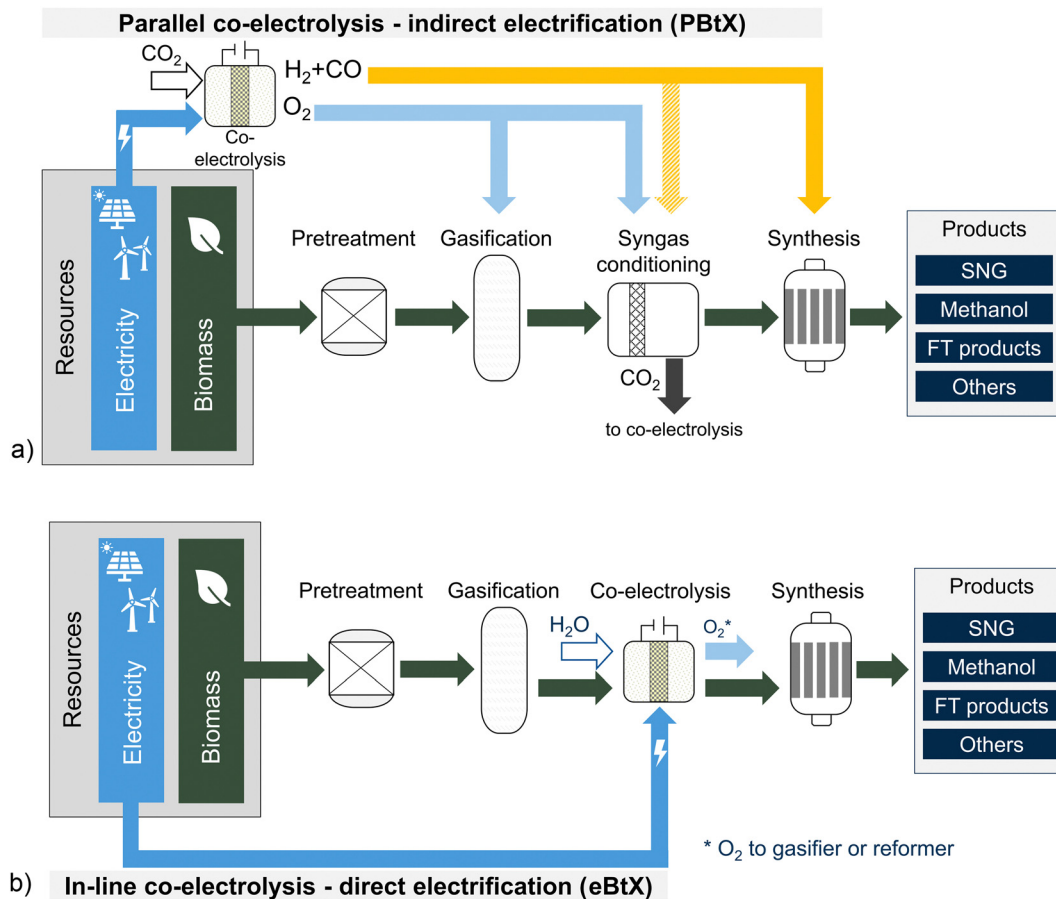 Parallel co-electrolysis - indirect electrification (PBtX)
CO₂
H₂+CO
O₂
Co-
electrolysis
Resources
Electricity
Biomass
Pretreatment
Gasification
Syngas
conditioning
Synthesis
CO₂
to co-electrolysis
Products
SNG
Methanol
FT products
Others
a)
Resources
Electricity
Biomass
Pretreatment
Gasification
Co-electrolysis
Synthesis
H₂O
O₂*
Products
SNG
Methanol
FT products
Others
* O₂ to gasifier or reformer
b)
In-line co-electrolysis - direct electrification (eBtX)